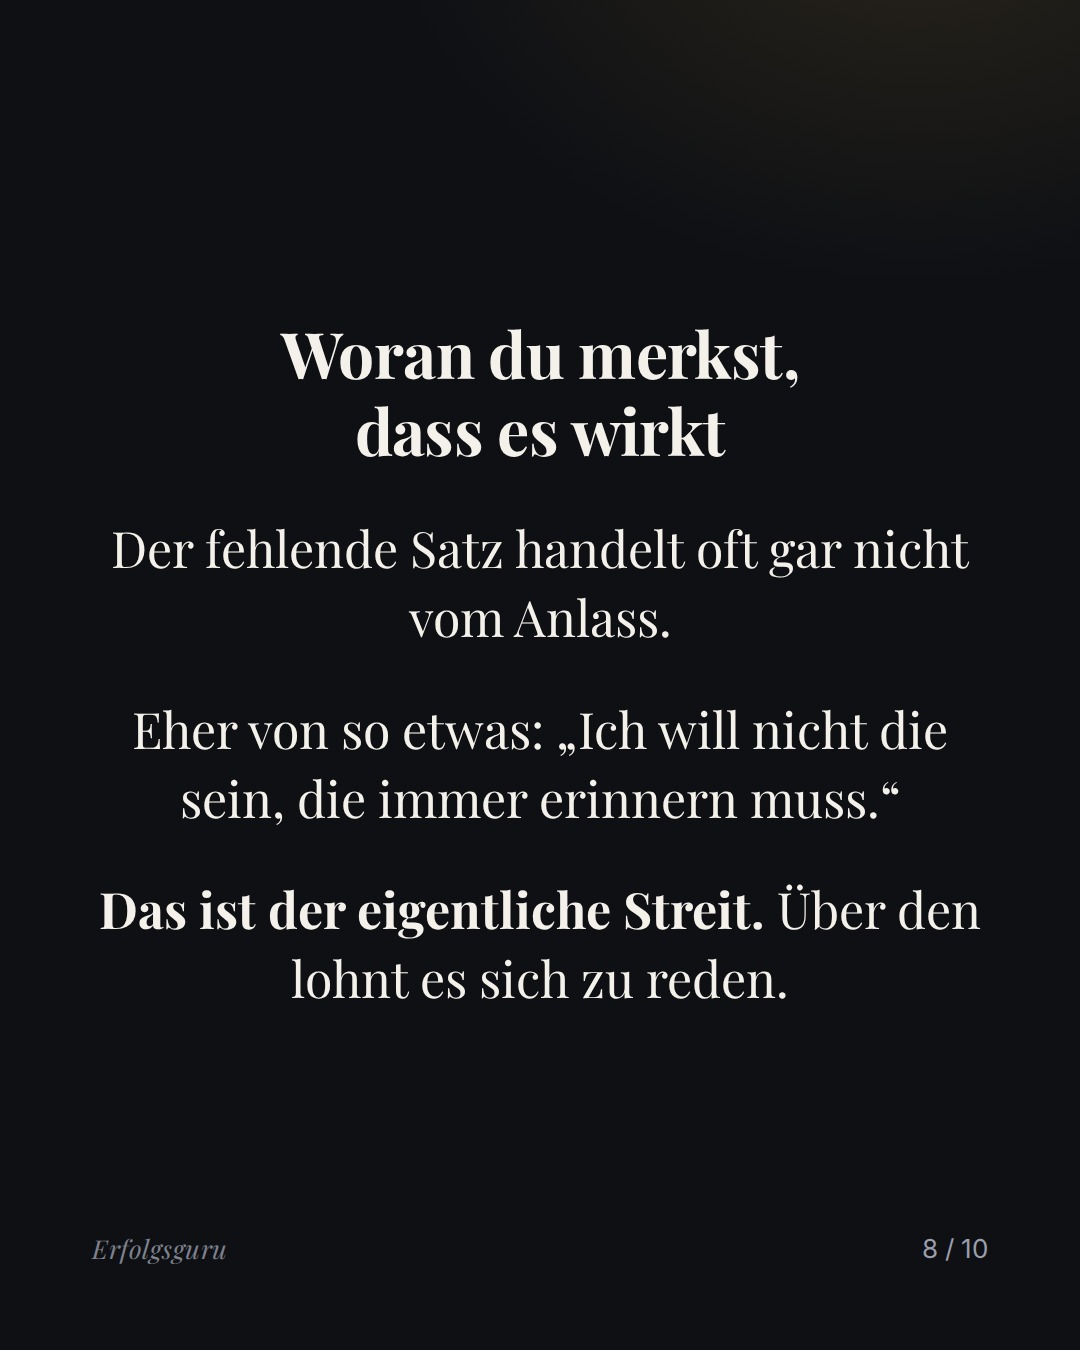 Woran du merkst,
dass es wirkt
Der fehlende Satz handelt oft gar nicht
vom Anlass.
Eher von so etwas: „Ich will nicht die
sein, die immer erinnern muss.“
Das ist der eigentliche Streit. Über den
lohnt es sich zu reden.
Erfolgsguru
8 / 10